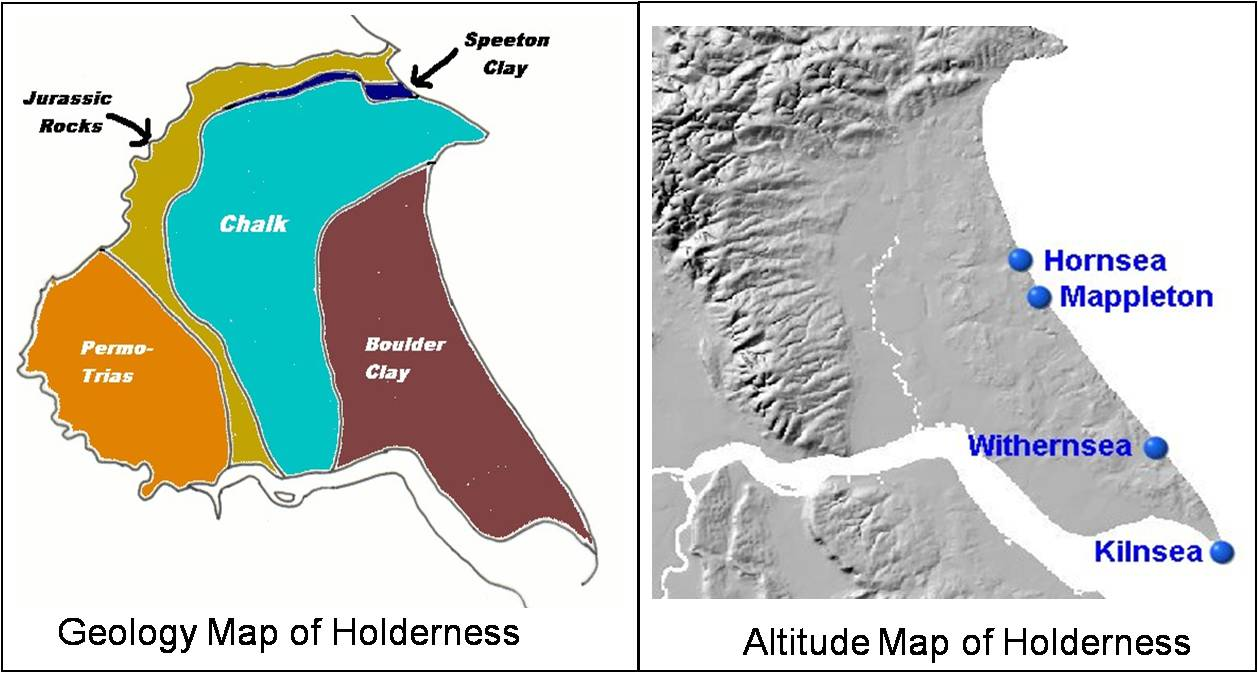 Speeton
Clay
Jurassic
Rocks
Chalk
Permo-
Trias
Boulder
Clay
Geology Map of Holderness
Hornsea
Mappleton
Withernsea
Kilnsea
Altitude Map of Holderness